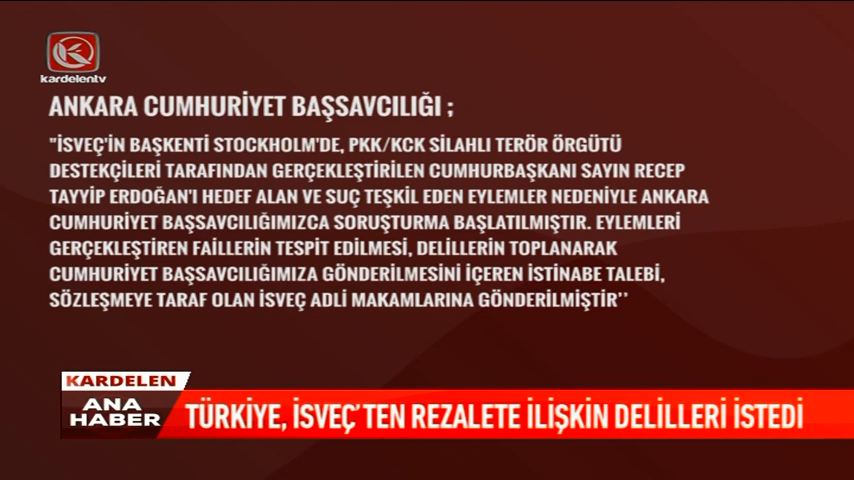 kardelentv
ANKARA CUMHURİYET BAŞSAVCILIĞI ;
"İSVEÇ'İN BAŞKENTİ STOCKHOLM'DE, PKK/KCK SİLAHLI TERÖR ÖRGÜTÜ
DESTEKÇİLERİ TARAFINDAN GERÇEKLEŞTİRİLEN CUMHURBAŞKANI SAYIN RECEP
TAYYİP ERDOĞAN'I HEDEF ALAN VE SUÇ TEŞKİL EDEN EYLEMLER NEDENİYLE ANKARA
CUMHURİYET BAŞSAVCILIĞIMIZCA SORUŞTURMA BAŞLATILMIŞTIR. EYLEMLERİ
GERÇEKLEŞTİREN FAİLLERİN TESPİT EDİLMESİ, DELİLLERİN TOPLANARAK
CUMHURİYET BAŞSAVCILIĞIMIZA GÖNDERİLMESİNİ İÇEREN İSTİNABE TALEBİ,
SÖZLEŞMEYE TARAF OLAN İSVEÇ ADLİ MAKAMLARINA GÖNDERİLMİŞTİR’’
KARDELEN
ANA
HABER
TÜRKİYE, İSVEÇ’TEN REZALETE İLİŞKİN DELİLLERİ İSTEDİ